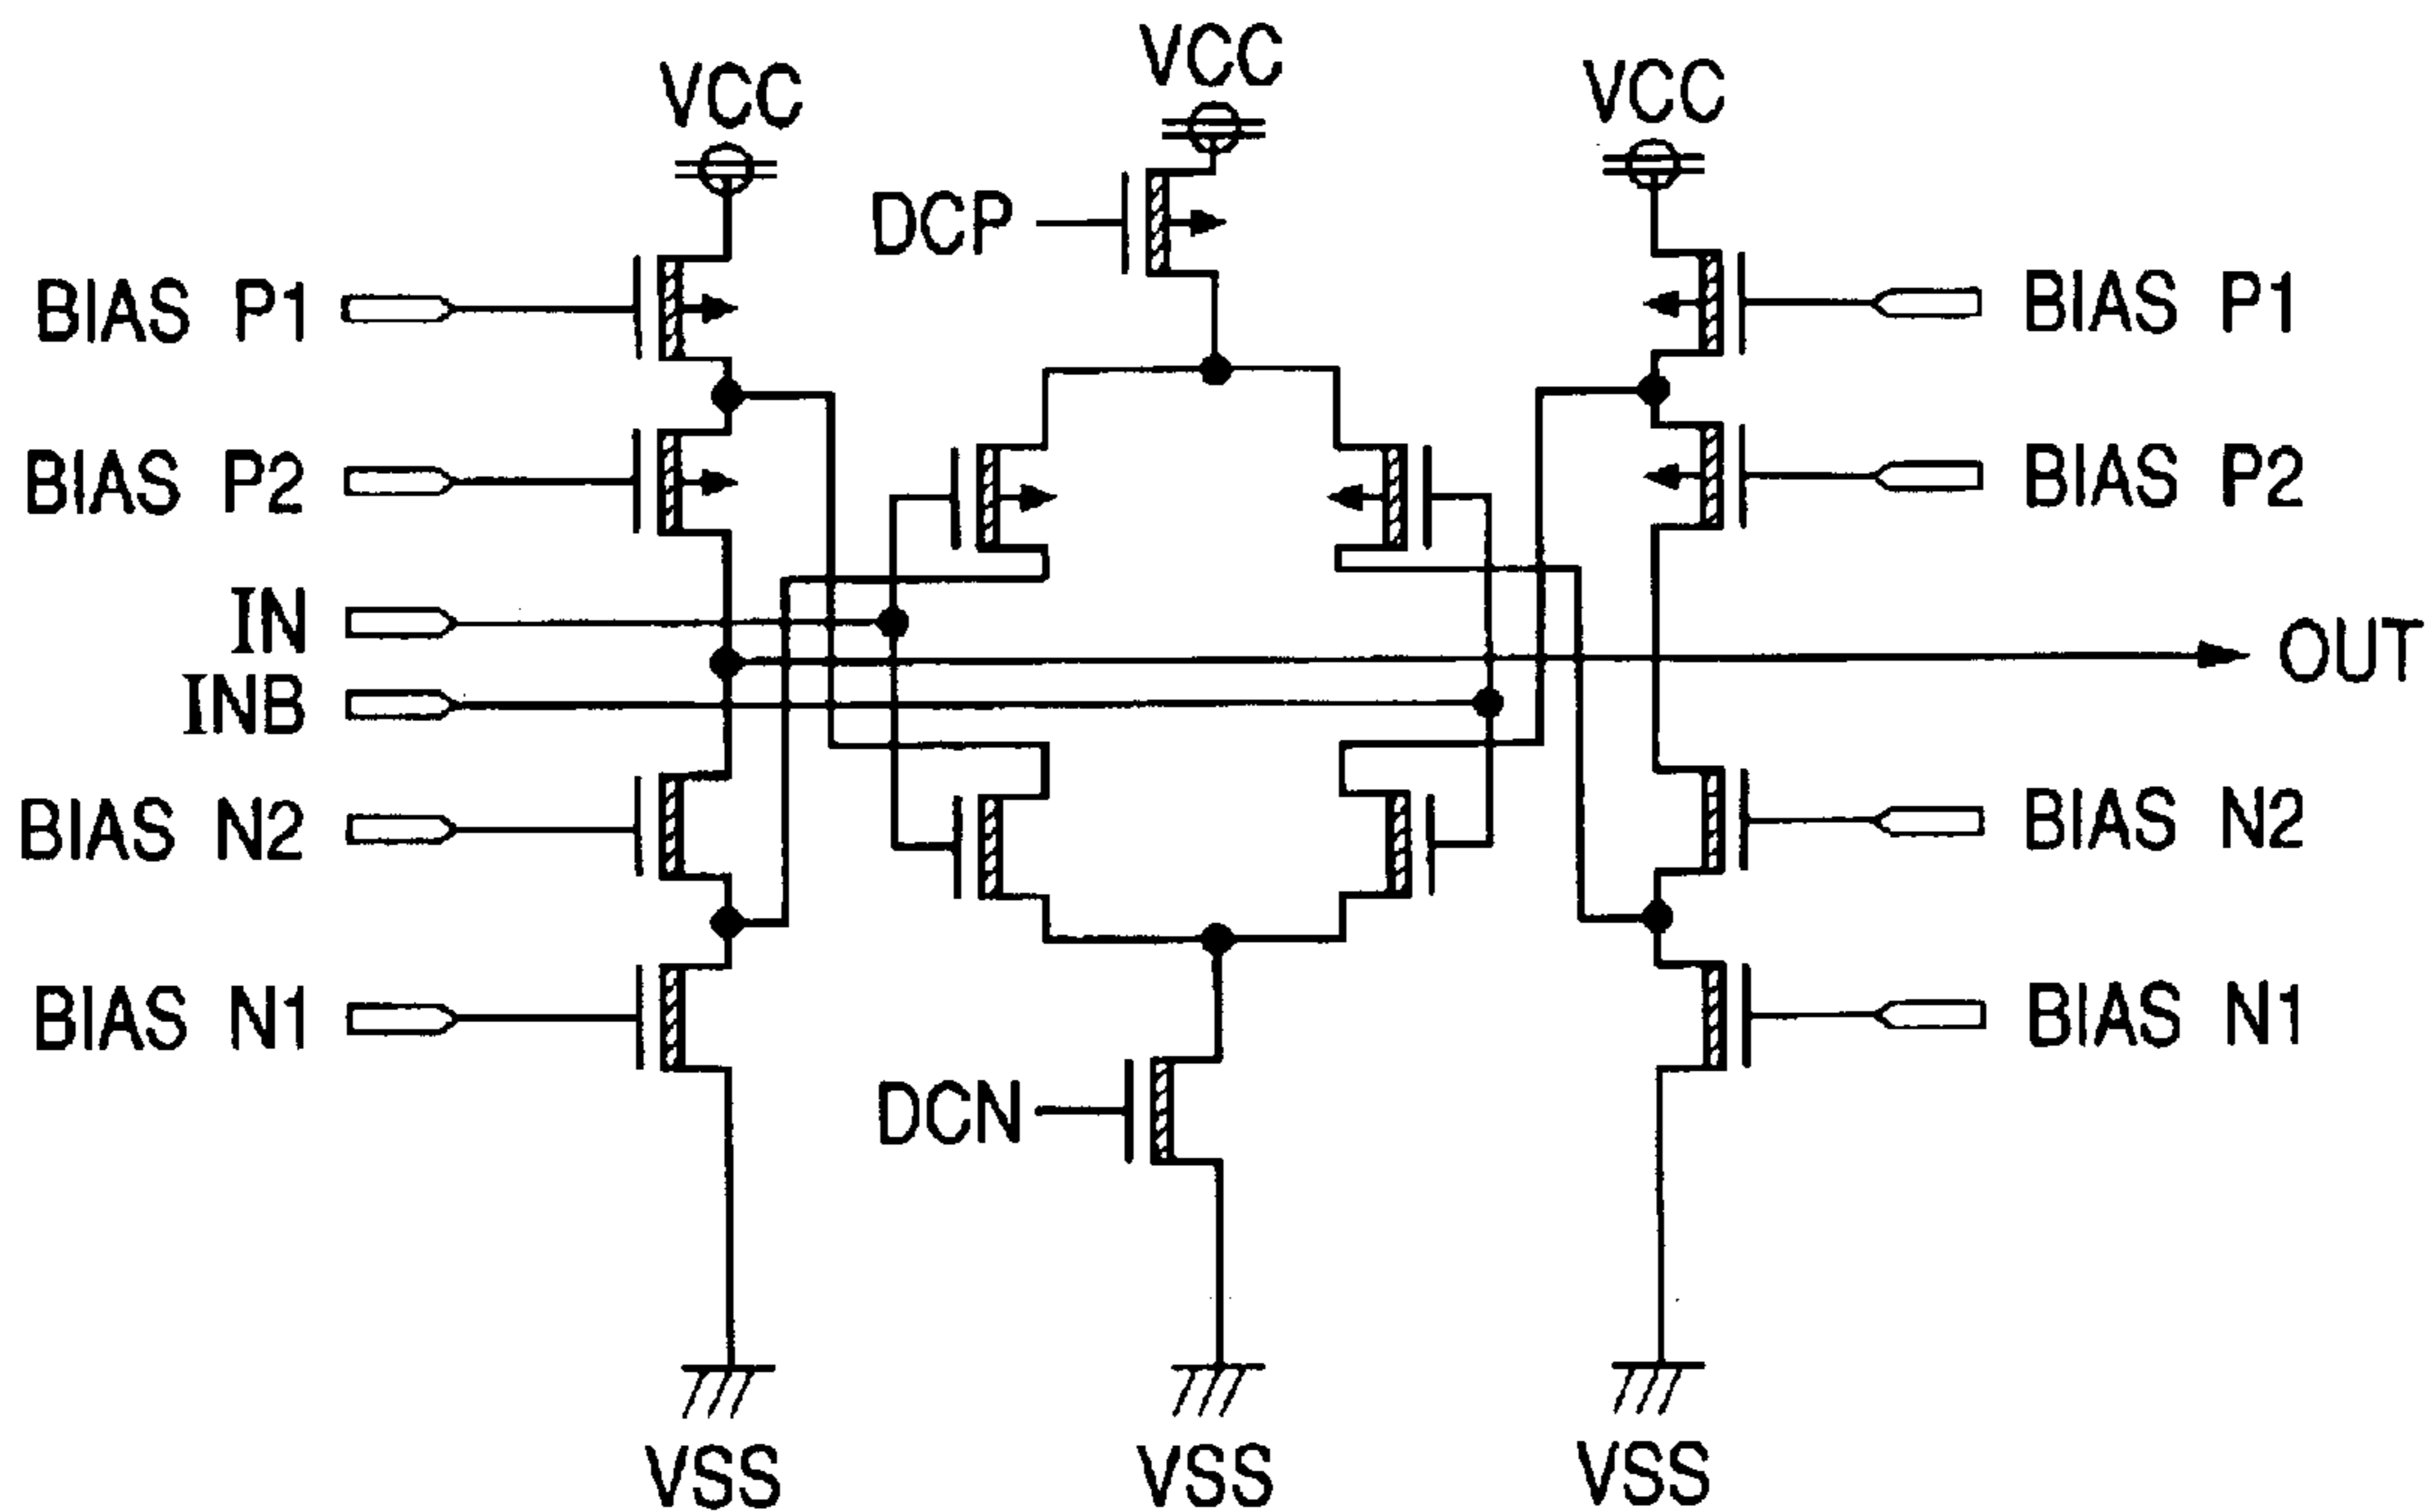 VCC
VCC
VCC
DCP
BIAS P1
BIAS P1
BIAS P2
BIAS P2
IN
OUT
INB
BIAS N2
BIAS N2
BIAS N1
BIAS N1
DCN
VSS
VSS
VSS